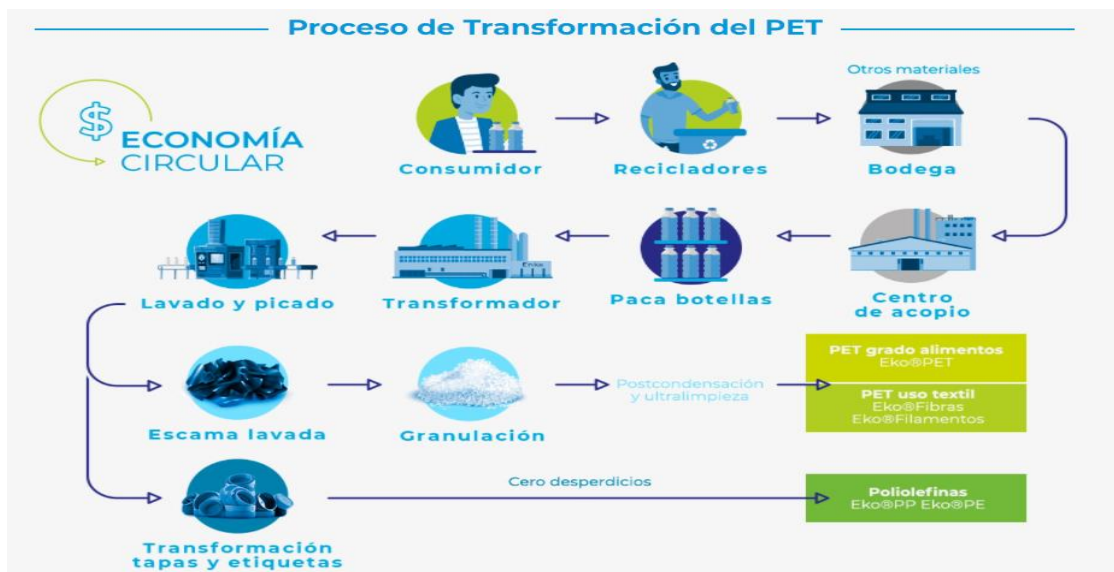 Proceso de Transformación del PET
$ ECONOMÍA
CIRCULAR
Consumidor
Recicladores
Otros materiales
Bodega
Lavado y picado
Transformador
Paca botellas
Centro
de acopio
Escama lavada
Granulación
Postcondensación
y ultralimpieza
PET grado alimentos
Eko®PET
PET uso textil
Eko®Fibras
Eko®Filamentos
Transformación
tapas y etiquetas
Cero desperdicios
Poliolefinas
Eko®PP Eko®PE